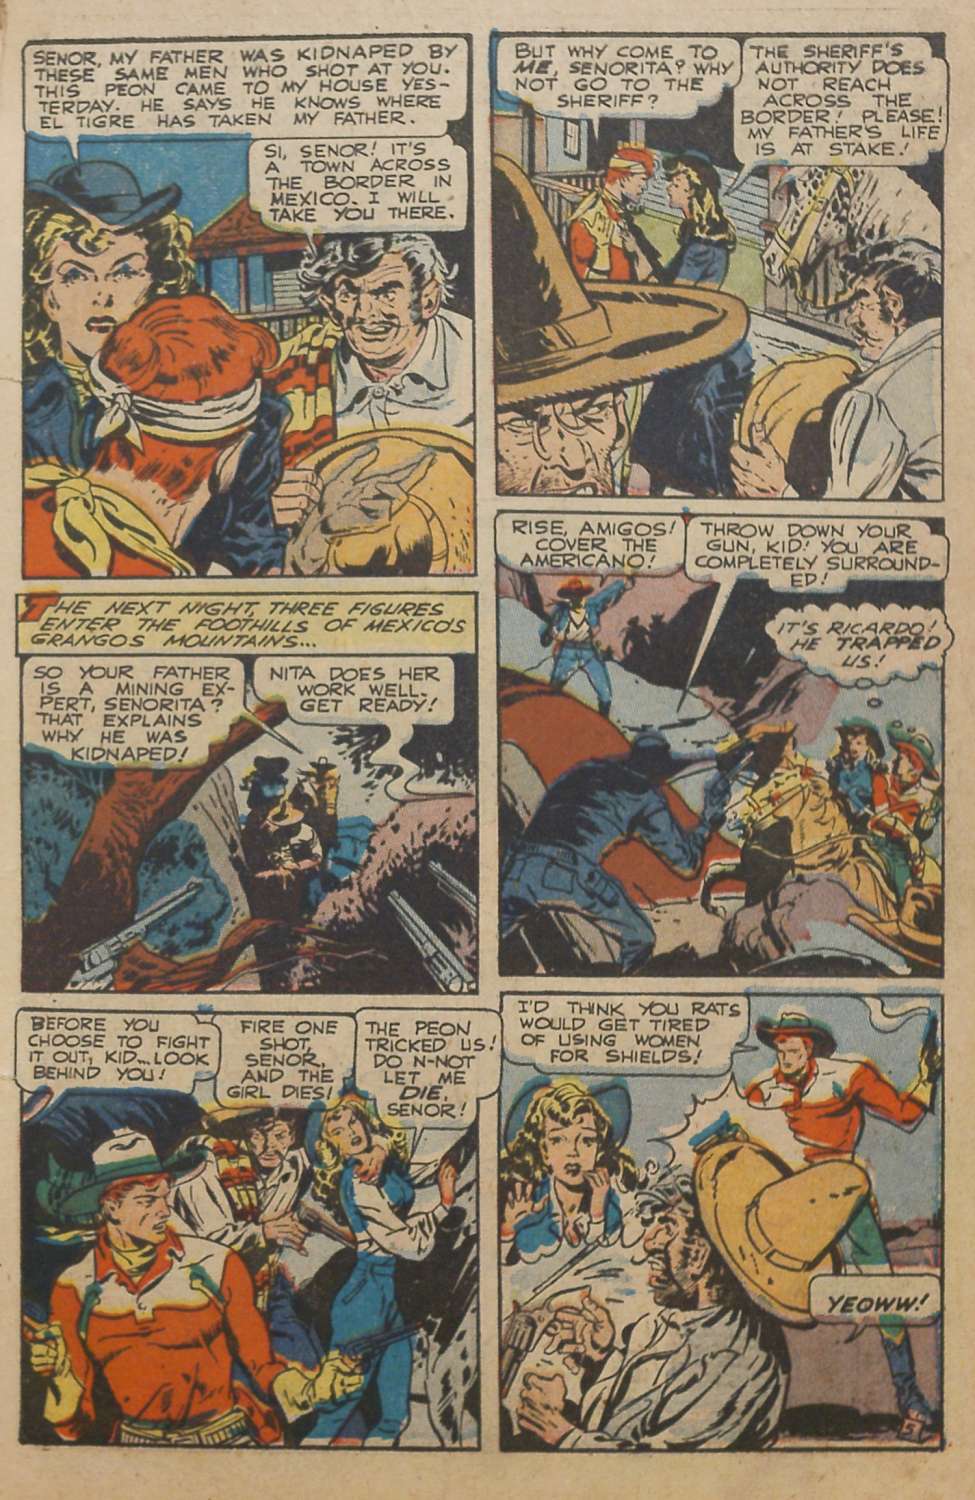 SENOR, MY FATHER WAS KIDNAPED BY
THESE SAME MEN WHO SHOT AT YOU.
THIS PEON CAME TO MY HOUSE YES-
TERDAY. HE SAYS HE KNOWS WHERE
EL TIGRE HAS TAKEN MY FATHER.
SI, SENOR! IT'S
A TOWN ACROSS
THE BORDER IN
MEXICO. I WILL
TAKE YOU THERE.
BUT WHY COME TO
ME, SENORITA? WHY
NOT GO TO THE
SHERIFF?
THE SHERIFF'S
AUTHORITY DOES
NOT REACH
ACROSS THE
BORDER! PLEASE!
MY FATHER'S LIFE
IS AT STAKE!
THE NEXT NIGHT, THREE FIGURES
ENTER THE FOOTHILLS OF MEXICO'S
GRANGOS MOUNTAINS...
SO YOUR FATHER
IS A MINING EX-
PERT, SENORITA?
THAT EXPLAINS
WHY HE WAS
KIDNAPED!
NITA DOES HER
WORK WELL.
GET READY!
RISE, AMIGOS!
COVER THE
AMERICANO!
THROW DOWN YOUR
GUN, KID! YOU ARE
COMPLETELY SURROUND-
ED!
IT'S RICARDO!
HE TRAPPED
US!
BEFORE YOU
CHOOSE TO FIGHT
IT OUT, KID... LOOK
BEHIND YOU!
FIRE ONE
SHOT,
SENOR,
AND THE
GIRL DIES!
THE PEON
TRICKED US!
DO N-NOT
LET ME
DIE,
SENOR!
I'D THINK YOU RATS
WOULD GET TIRED
OF USING WOMEN
FOR SHIELDS!
YEOWW!
5